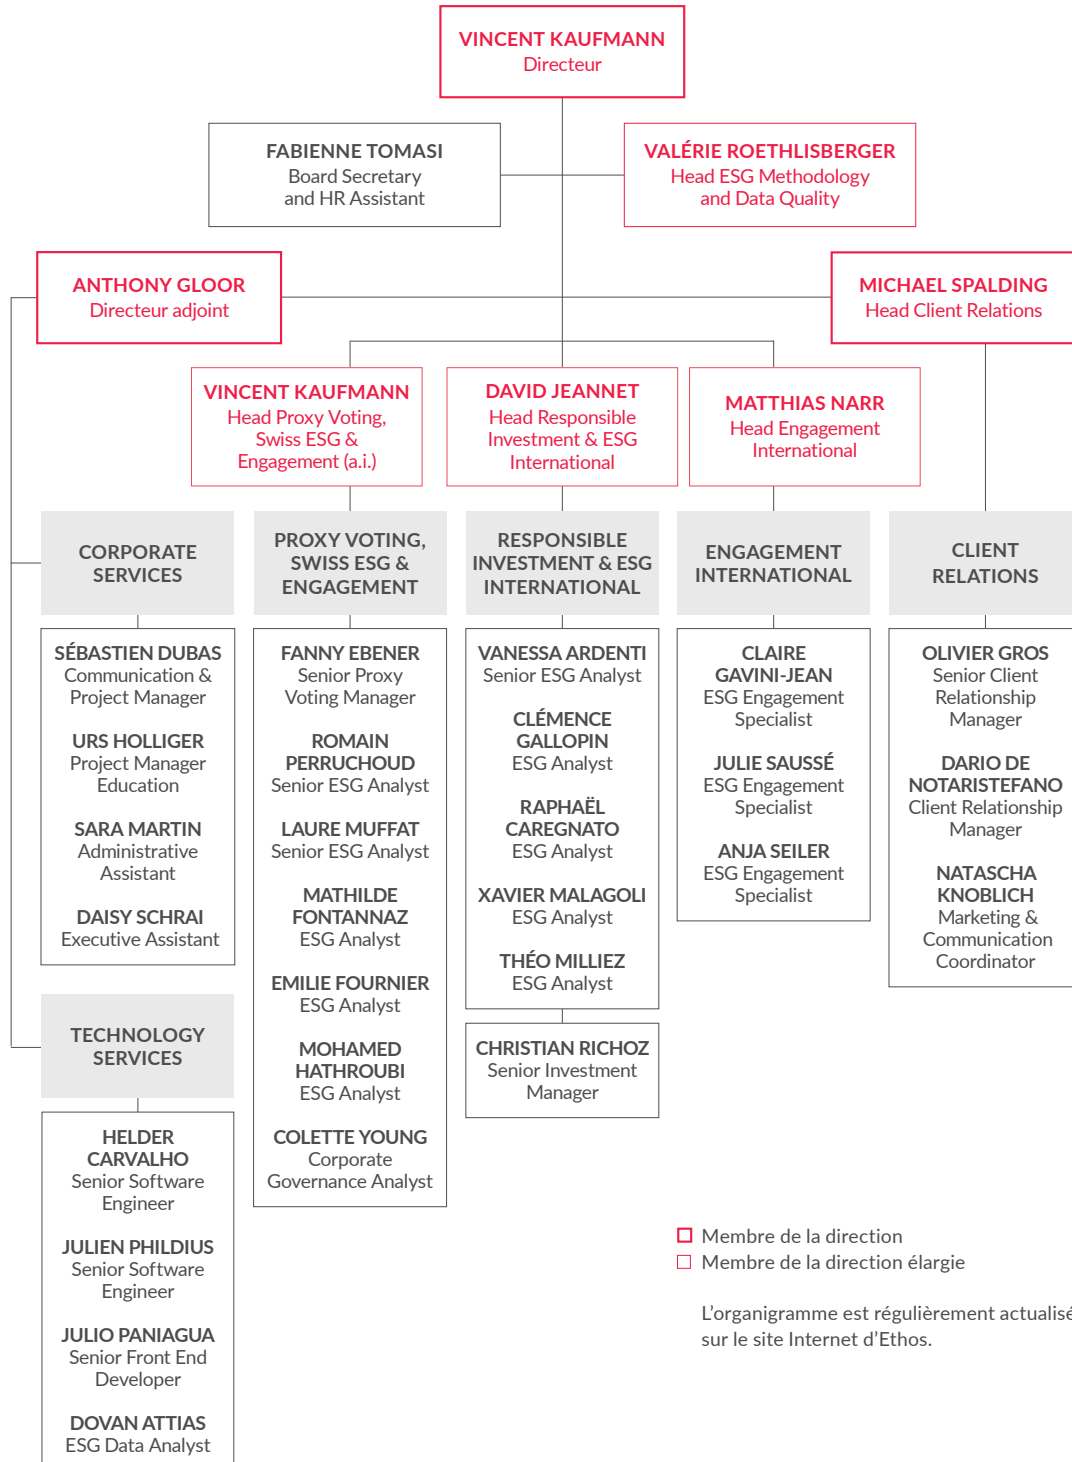 VINCENT KAUFMANN
Directeur
FABIENNE TOMASI
Board Secretary
and HR Assistant
VALÉRIE ROETHLISBERGER
Head ESG Methodology
and Data Quality
ANTHONY GLOOR
Directeur adjoint
MICHAEL SPALDING
Head Client Relations
VINCENT KAUFMANN
Head Proxy Voting,
Swiss ESG &
Engagement (a.i.)
DAVID JEANNET
Head Responsible
Investment & ESG
International
MATTHIAS NARR
Head Engagement
International
CORPORATE
SERVICES
SÉBASTIEN DUBAS
Communication &
Project Manager
URS HOLLIGER
Project Manager
Education
SARA MARTIN
Administrative
Assistant
DAISY SCHRAI
Executive Assistant
TECHNOLOGY
SERVICES
HELDER
CARVALHO
Senior Software
Engineer
JULIEN PHILDIUS
Senior Software
Engineer
JULIO PANIAGUA
Senior Front End
Developer
DOVAN ATTIAS
ESG Data Analyst
PROXY VOTING,
SWISS ESG &
ENGAGEMENT
FANNY EBENER
Senior Proxy
Voting Manager
ROMAIN
PERRUCHOUD
Senior ESG Analyst
LAURE MUFFAT
Senior ESG Analyst
MATHILDE
FONTANNAZ
ESG Analyst
EMILIE FOURNIER
ESG Analyst
MOHAMED
HATHROUBI
ESG Analyst
COLETTE YOUNG
Corporate
Governance Analyst
RESPONSIBLE
INVESTMENT & ESG
INTERNATIONAL
VANESSA ARDENTI
Senior ESG Analyst
CLÉMENCE
GALLOPIN
ESG Analyst
RAPHAËL
CAREGNATO
ESG Analyst
XAVIER MALAGOLI
ESG Analyst
THÉO MILLIEZ
ESG Analyst
CHRISTIAN RICHOZ
Senior Investment
Manager
ENGAGEMENT
INTERNATIONAL
CLAIRE
GAVINI-JEAN
ESG Engagement
Specialist
JULIE SAUSSÉ
ESG Engagement
Specialist
ANJA SEILER
ESG Engagement
Specialist
CLIENT
RELATIONS
OLIVIER GROS
Senior Client
Relationship
Manager
DARIO DE
NOTARISTEFANO
Client Relationship
Manager
NATASCHA
KNOBLICH
Marketing &
Communication
Coordinator
Membre de la direction
Membre de la direction élargie
L'organigramme est régulièrement actualisé
sur le site Internet d'Ethos.